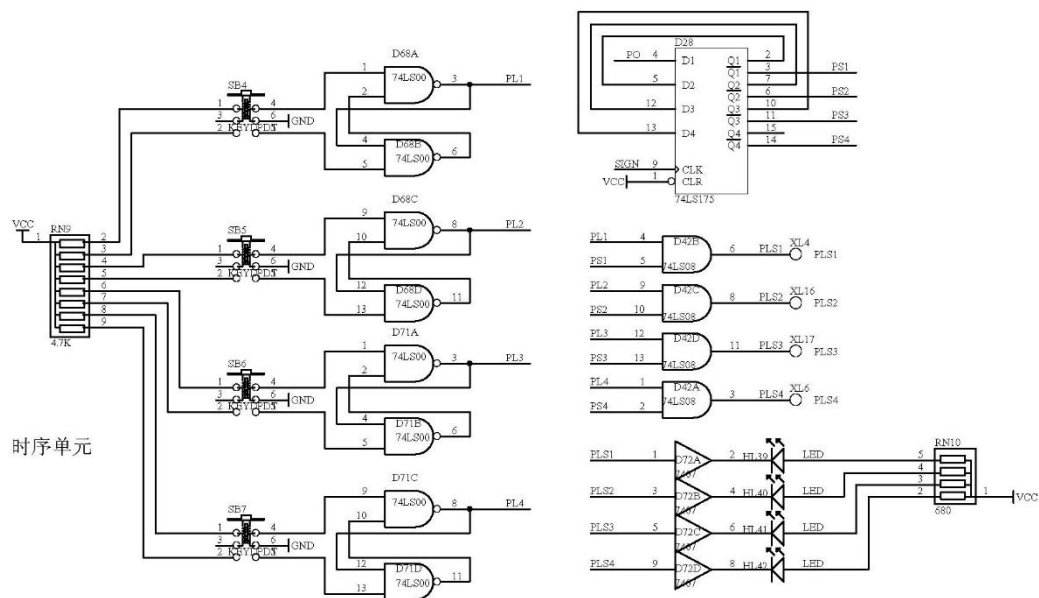 D68A
1 74LS00 3 PL1
2
SB4
1 4
3 6 GND
2 5
4 D68B 6
5 74LS00
D68C
9 74LS00 8 PL2
10
VCC 1 RN9
2
3
4
5
6
7
8
9
4.7K
SB5
1 4
3 6 GND
2 5
12 D68D 11
13 74LS00
D71A
1 74LS00 3 PL3
2
SB6
1 4
3 6 GND
2 5
4 D71B 6
5 74LS00
时序单元
D71C
9 74LS00 8 PL4
10
SB7
1 4
3 6 GND
2 5
12 D71D 11
13 74LS00
D28
PO 4 D1 Q1 2
Q1 3 PS1
5 D2 Q2 7
Q2 6 PS2
12 D3 Q3 10
Q3 11 PS3
13 D4 Q4 15
Q4 14 PS4
SIGN 9 CLK
VCC 1 CLR
74LS175
PL1 4 D42B 6 PLS1 XL4 PLS1
PS1 5 74LS08
PL2 9 D42C 8 PLS2 XL16 PLS2
PS2 10 74LS08
PL3 12 D42D 11 PLS3 XL17 PLS3
PS3 13 74LS08
PL4 1 D42A 3 PLS4 XL6 PLS4
PS4 2 74LS08
PLS1 1 D72A 2 HL39 LED 5 RN10
PLS2 3 D72B 4 HL40 LED 4
7407
PLS3 5 D72C 6 HL41 LED 3
7407
PLS4 9 D72D 8 HL42 LED 2 1 VCC
7407
680